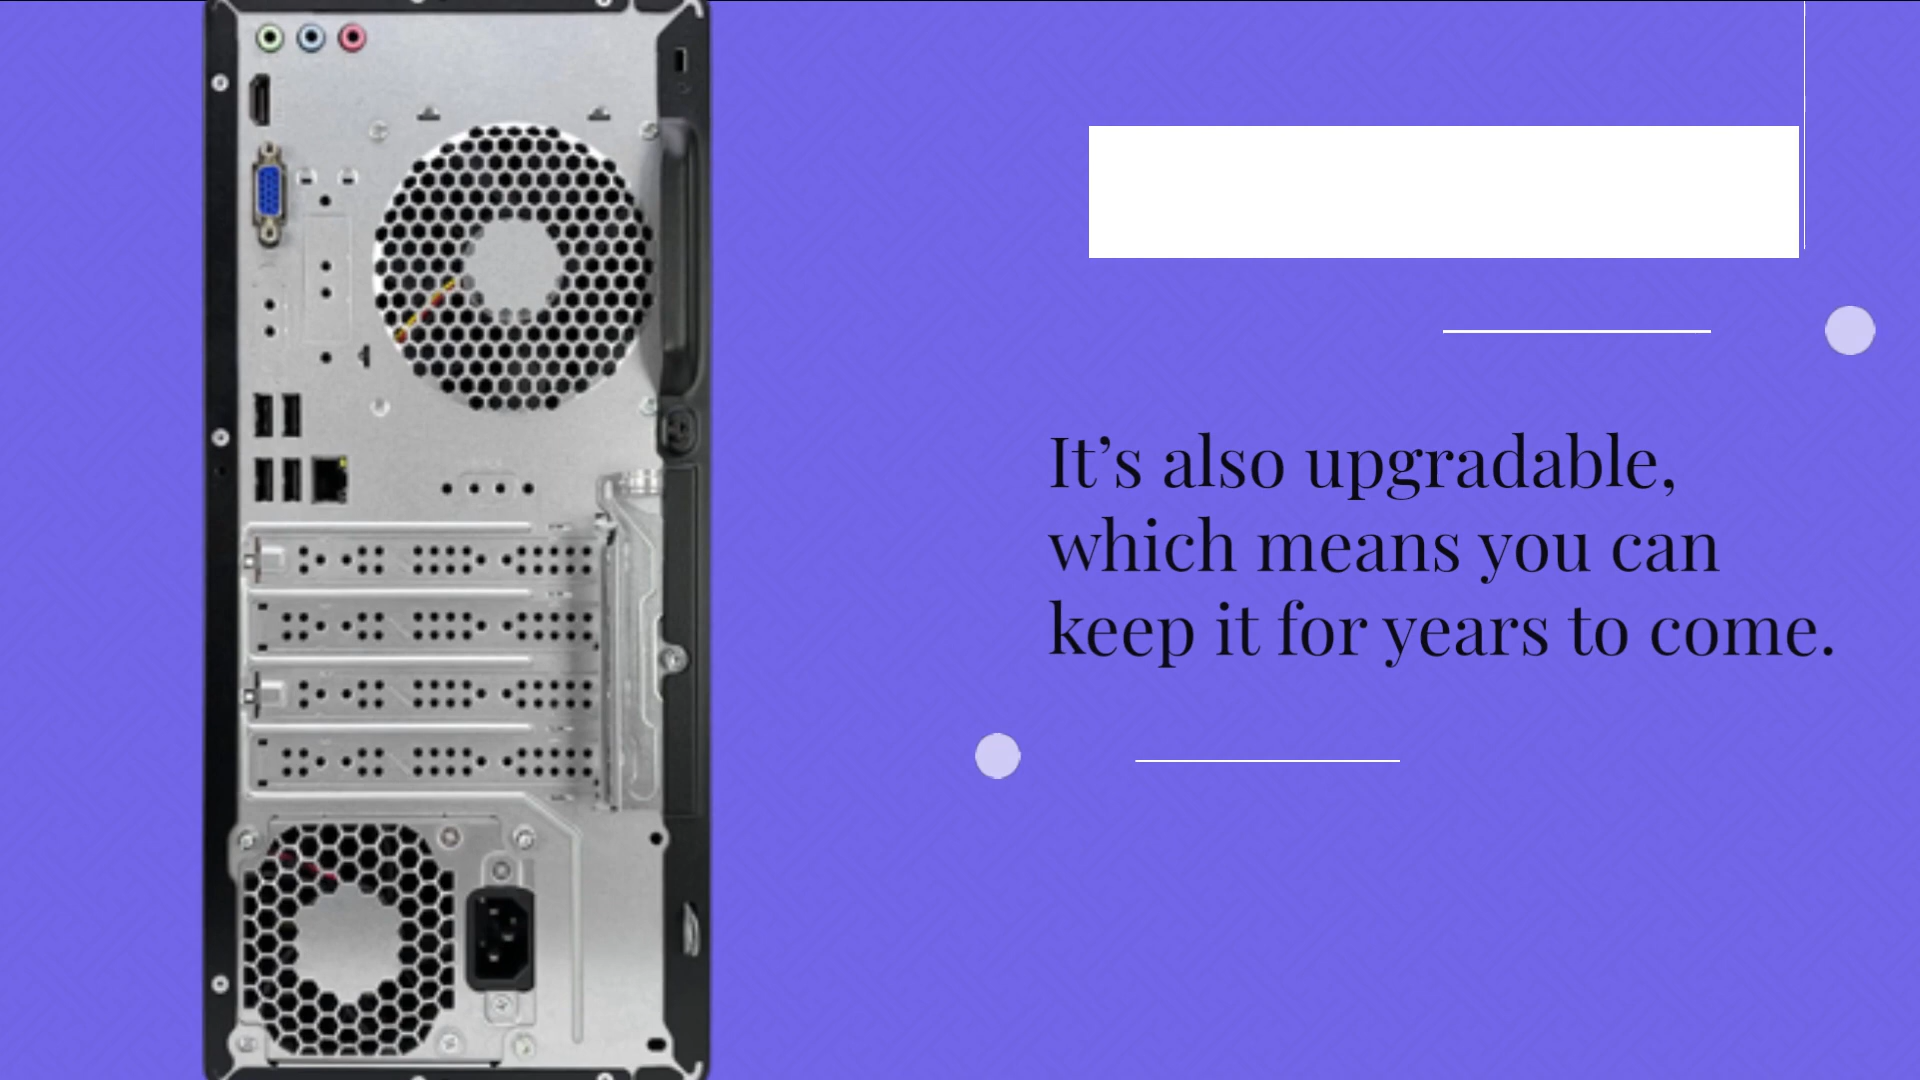 It’s also upgradable,
which means you can
keep it for years to come.